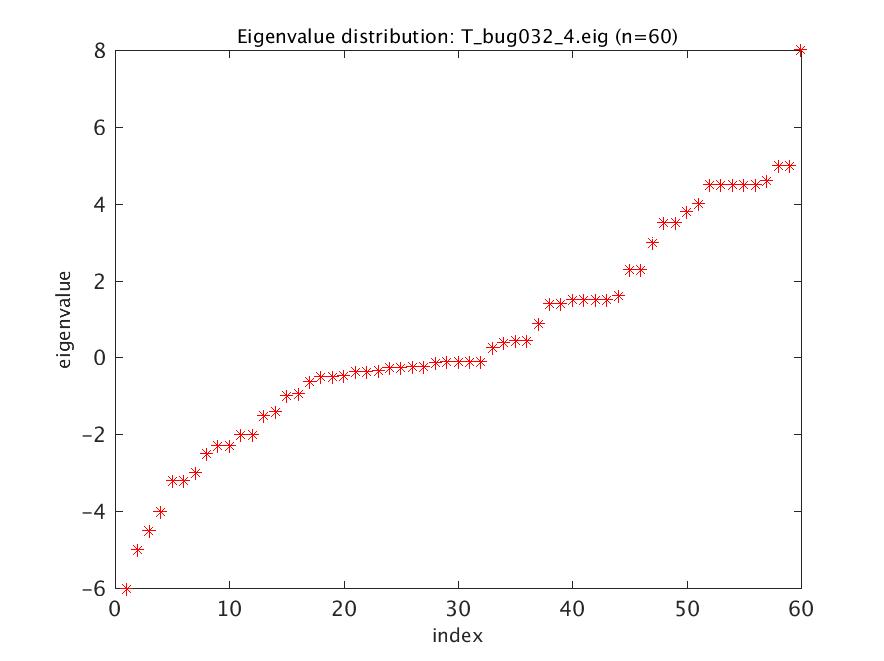 Eigenvalue distribution: T_bug032_4.eig (n=60)
8
6
4
2
0
−2
−4
−6
eigenvalue
0 10 20 30 40 50 60
index